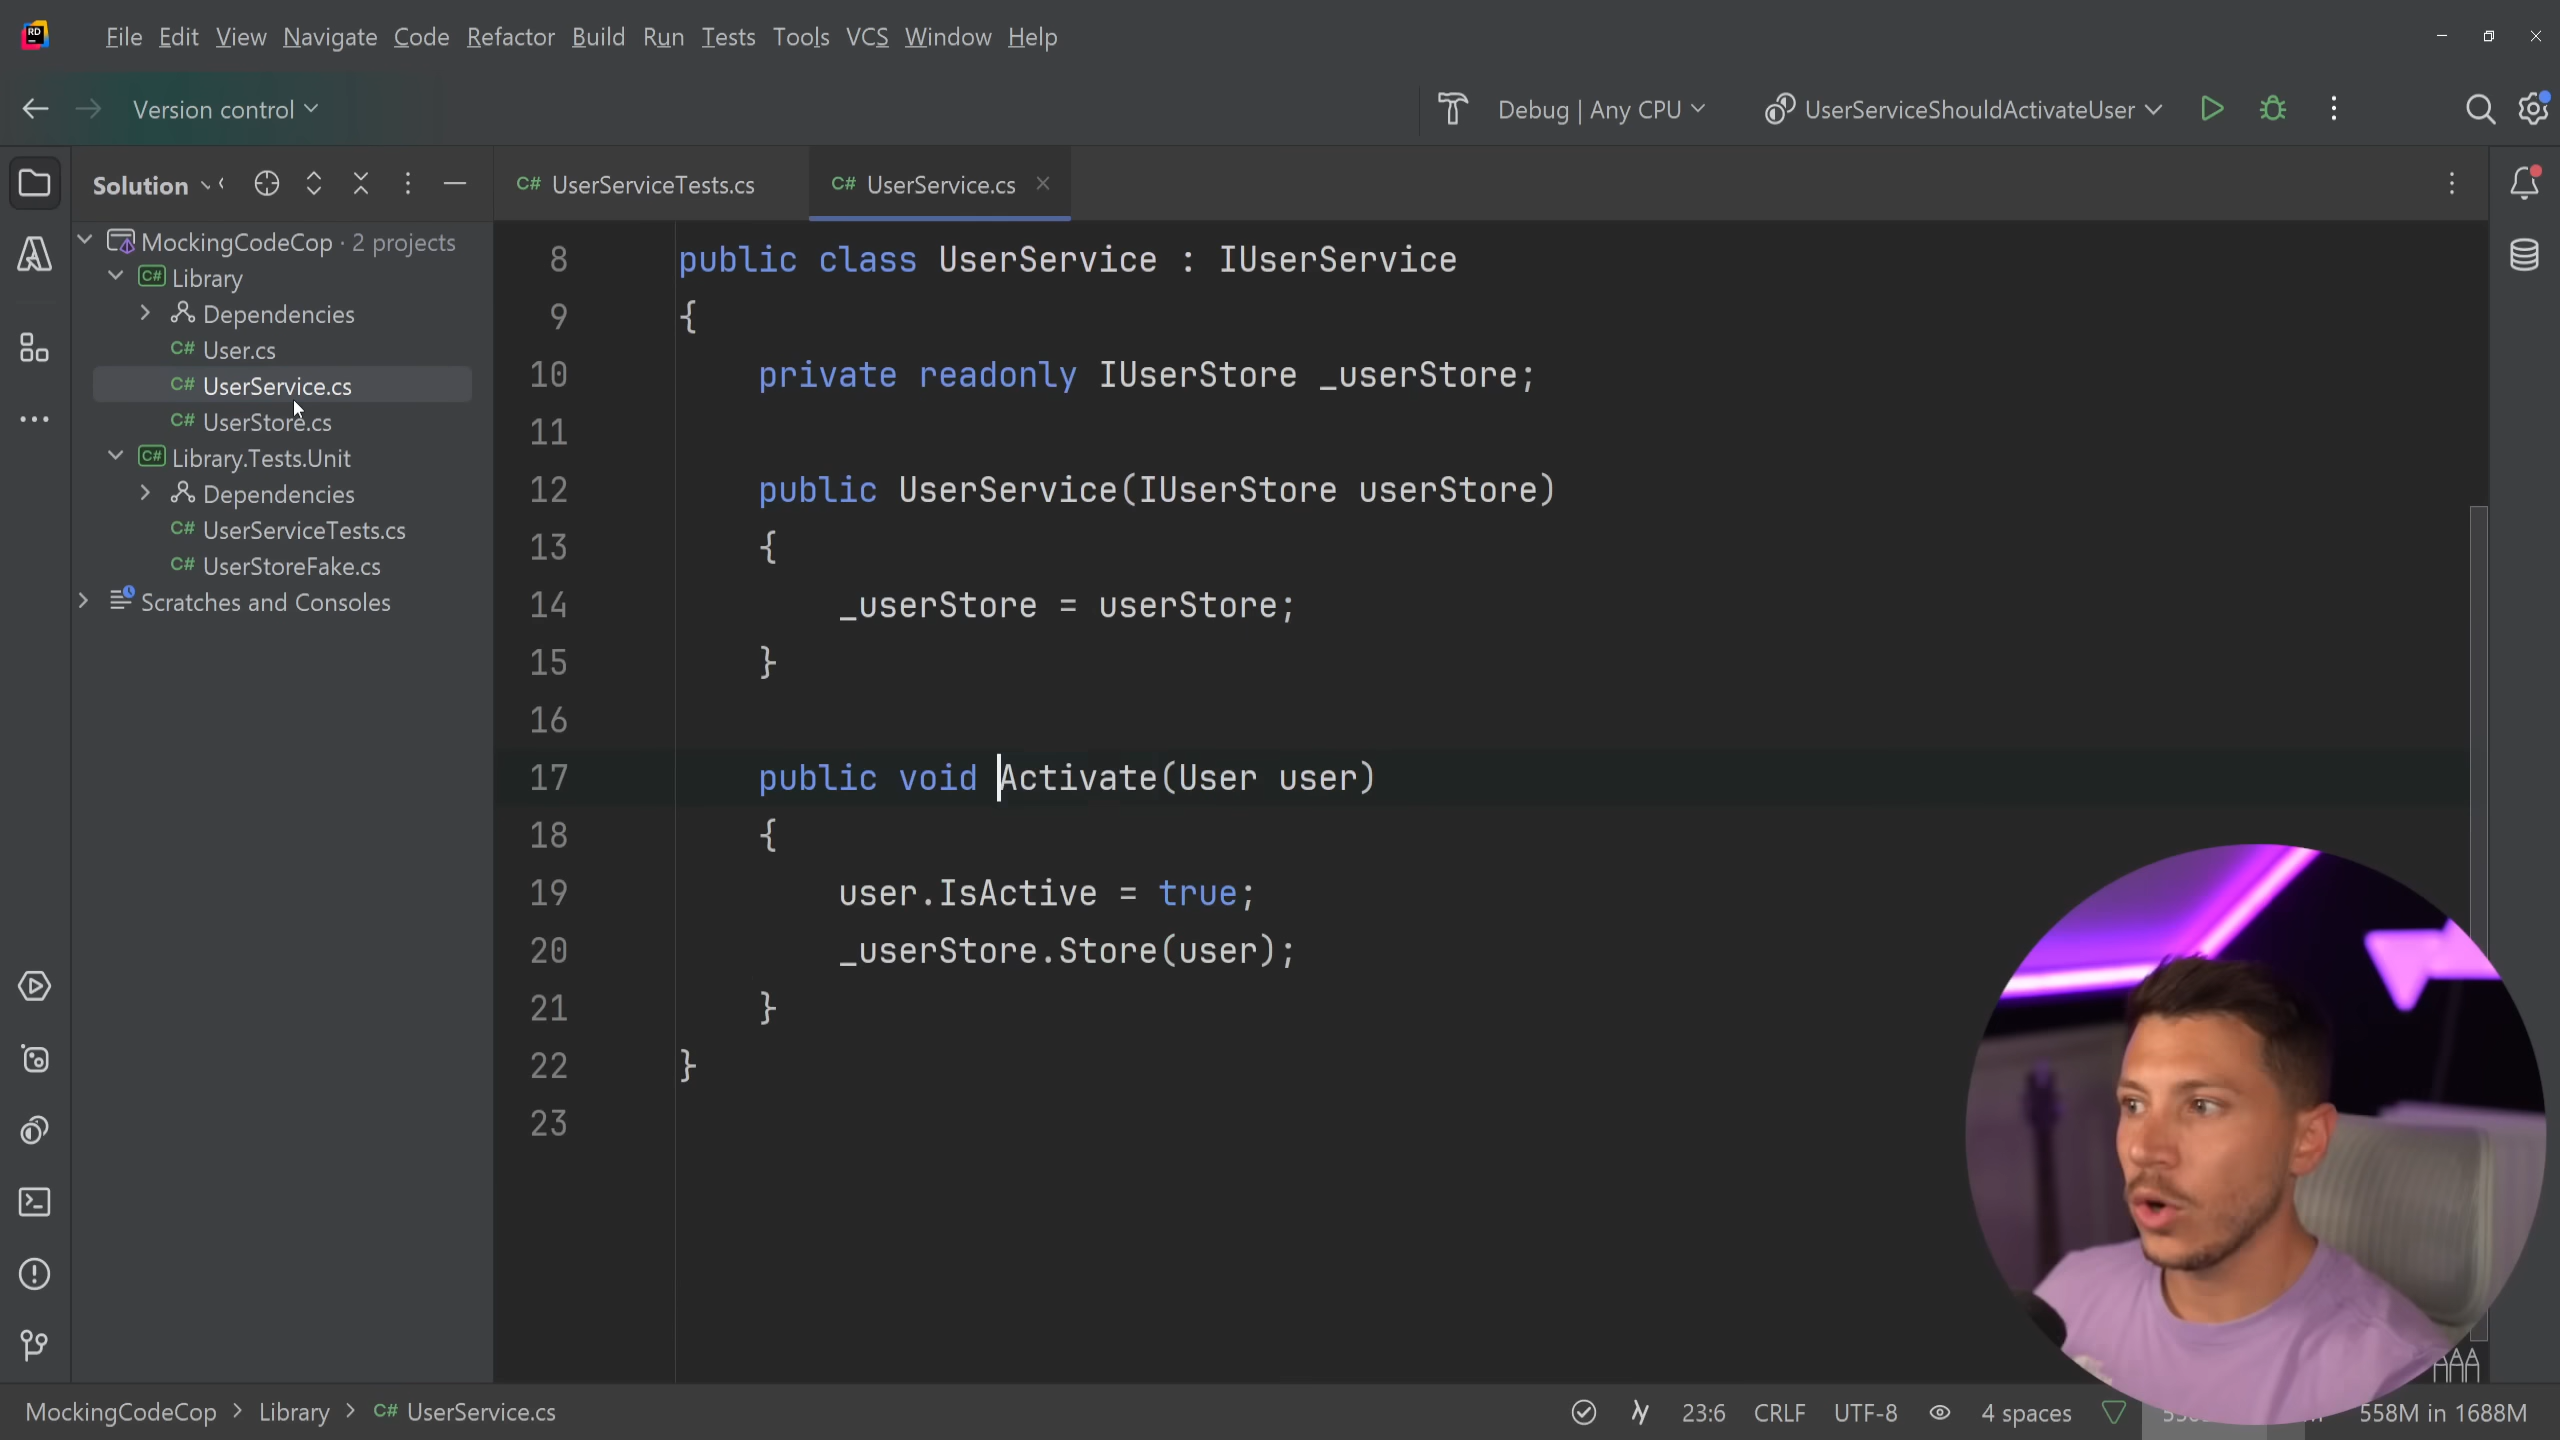 RD
File Edit View Navigate Code Refactor Build Run Tests Tools VCS Window Help
Version control
Debug | Any CPU
UserServiceShouldActivateUser
Solution
C# UserServiceTests.cs
C# UserService.cs
MockingCodeCop · 2 projects
C# Library
Dependencies
C# User.cs
C# UserService.cs
C# UserStore.cs
C# Library.Tests.Unit
Dependencies
C# UserServiceTests.cs
C# UserStoreFake.cs
Scratches and Consoles
8 public class UserService : IUserService
9 {
10 private readonly IUserStore _userStore;
11
12 public UserService(IUserStore userStore)
13 {
14 _userStore = userStore;
15 }
16
17 public void Activate(User user)
18 {
19 user.IsActive = true;
20 _userStore.Store(user);
21 }
22 }
23
MockingCodeCop > Library > C# UserService.cs
23:6 CRLF UTF-8 4 spaces
558M in 1688M